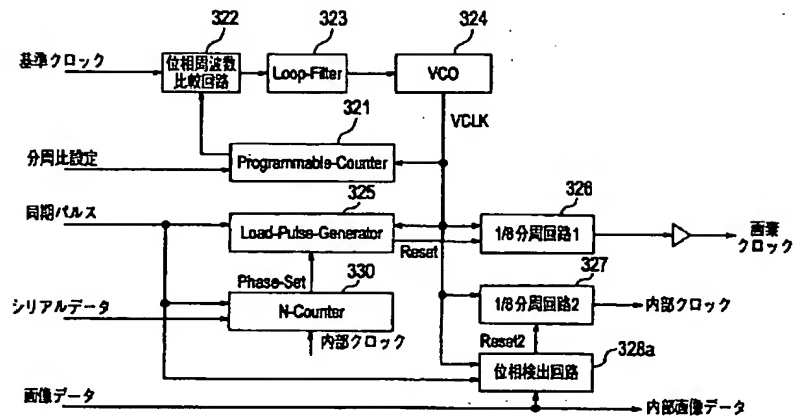 322
323
324
基準クロック
位相周波数
比較回路
Loop-Filter
VCO
321
VCLK
分周比設定
Programmable-Counter
同期パルス
325
326
Load-Pulse-Generator
1/8分周回路1
画素
クロック
Reset
327
Phase-Set
330
シリアルデータ
N-Counter
1/8分周回路2
内部クロック
内部クロック
Reset2
328a
位相検出回路
画像データ
内部画像データ